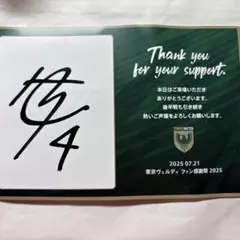 4
Thank you
for your support.
本日はご来場いただき
ありがとうございます。
後半戦も引き続き
熱いご声援をよろしくお願いします。
2025 07.21
東京ヴェルディ ファン感謝祭 2025